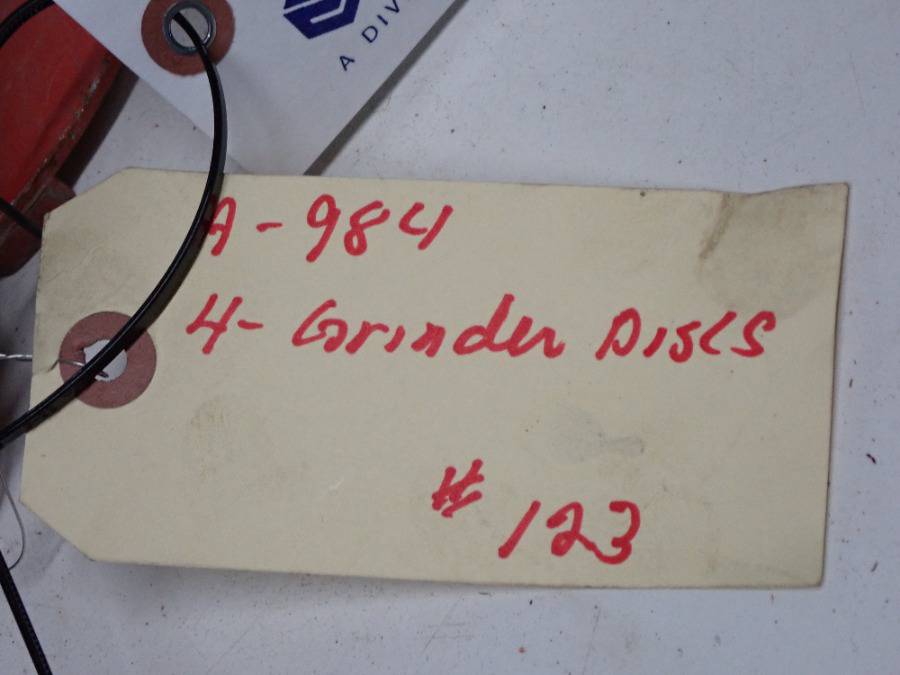 A DIV
A-984
4- Grinder Discs
# 123